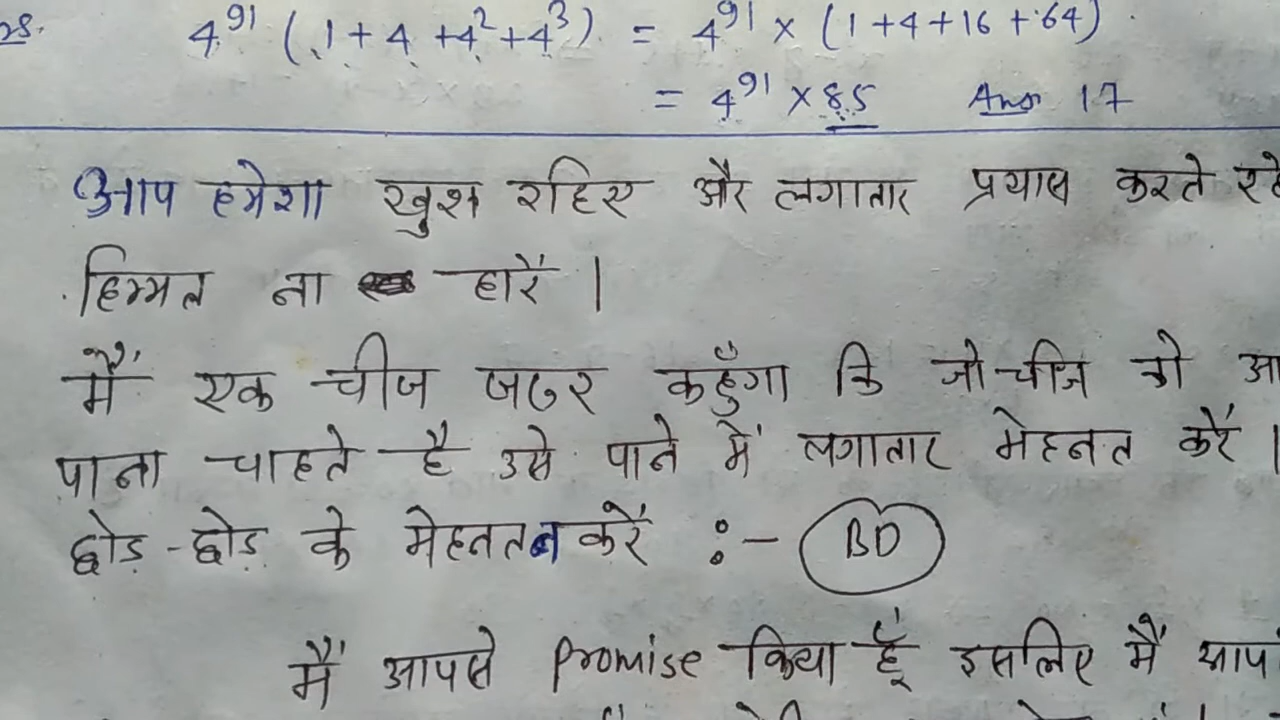 28. 4^91 (1 + 4 + 4^2 + 4^3) = 4^91 × (1 + 4 + 16 + 64)
= 4^91 × 85 Ans 17
आप हमेशा खुश रहिए और लगातार प्रयास करते रहे
हिम्मत ना हारें |
मैं एक चीज जरुर कहुँगा कि जो चीज को आ
पाना चाहते है उसे पाने में लगातार मेहनत करें |
छोड़ - छोड़ के मेहनत न करें :- BD
मैं आपसे promise किया हूँ इसलिए मैं आप